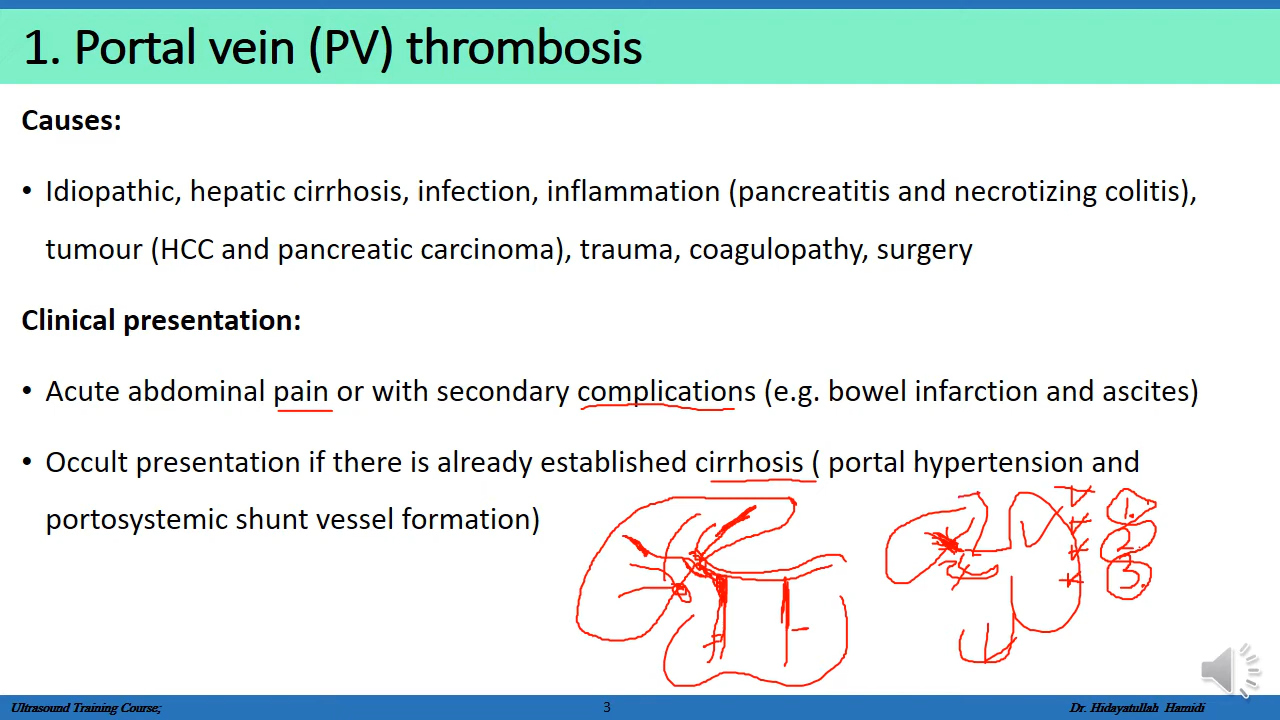 1. Portal vein (PV) thrombosis
Causes:
• Idiopathic, hepatic cirrhosis, infection, inflammation (pancreatitis and necrotizing colitis),
tumour (HCC and pancreatic carcinoma), trauma, coagulopathy, surgery
Clinical presentation:
• Acute abdominal pain or with secondary complications (e.g. bowel infarction and ascites)
• Occult presentation if there is already established cirrhosis ( portal hypertension and
portosystemic shunt vessel formation)
1.
2.
3.
Ultrasound Training Course; 3 Dr. Hidayatullah Hamidi